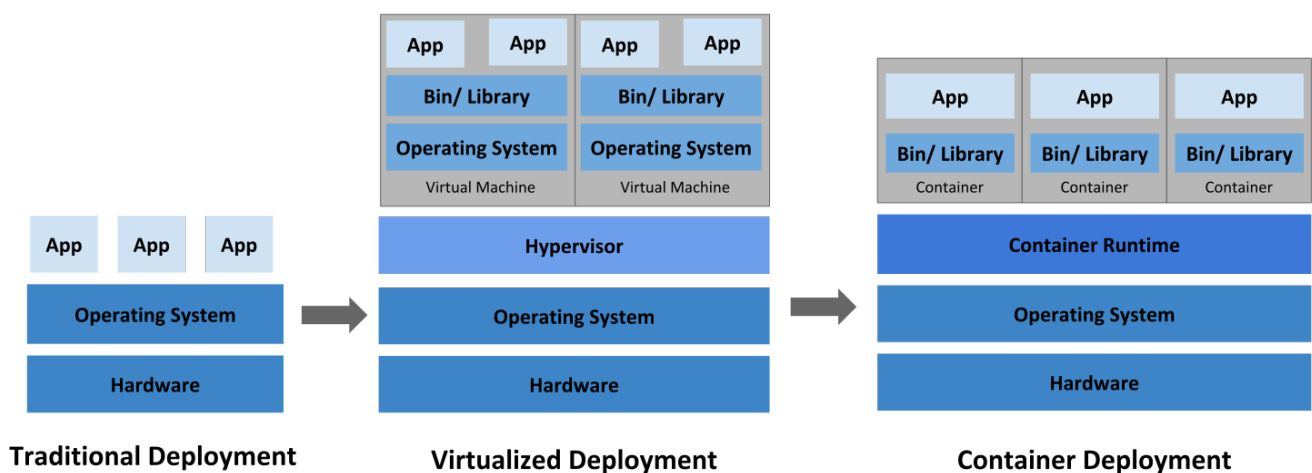 App
App
App
Operating System
Hardware
Traditional Deployment
App
App
Bin/ Library
Operating System
Virtual Machine
App
App
Bin/ Library
Operating System
Virtual Machine
Hypervisor
Operating System
Hardware
Virtualized Deployment
App
Bin/ Library
Container
App
Bin/ Library
Container
App
Bin/ Library
Container
Container Runtime
Operating System
Hardware
Container Deployment